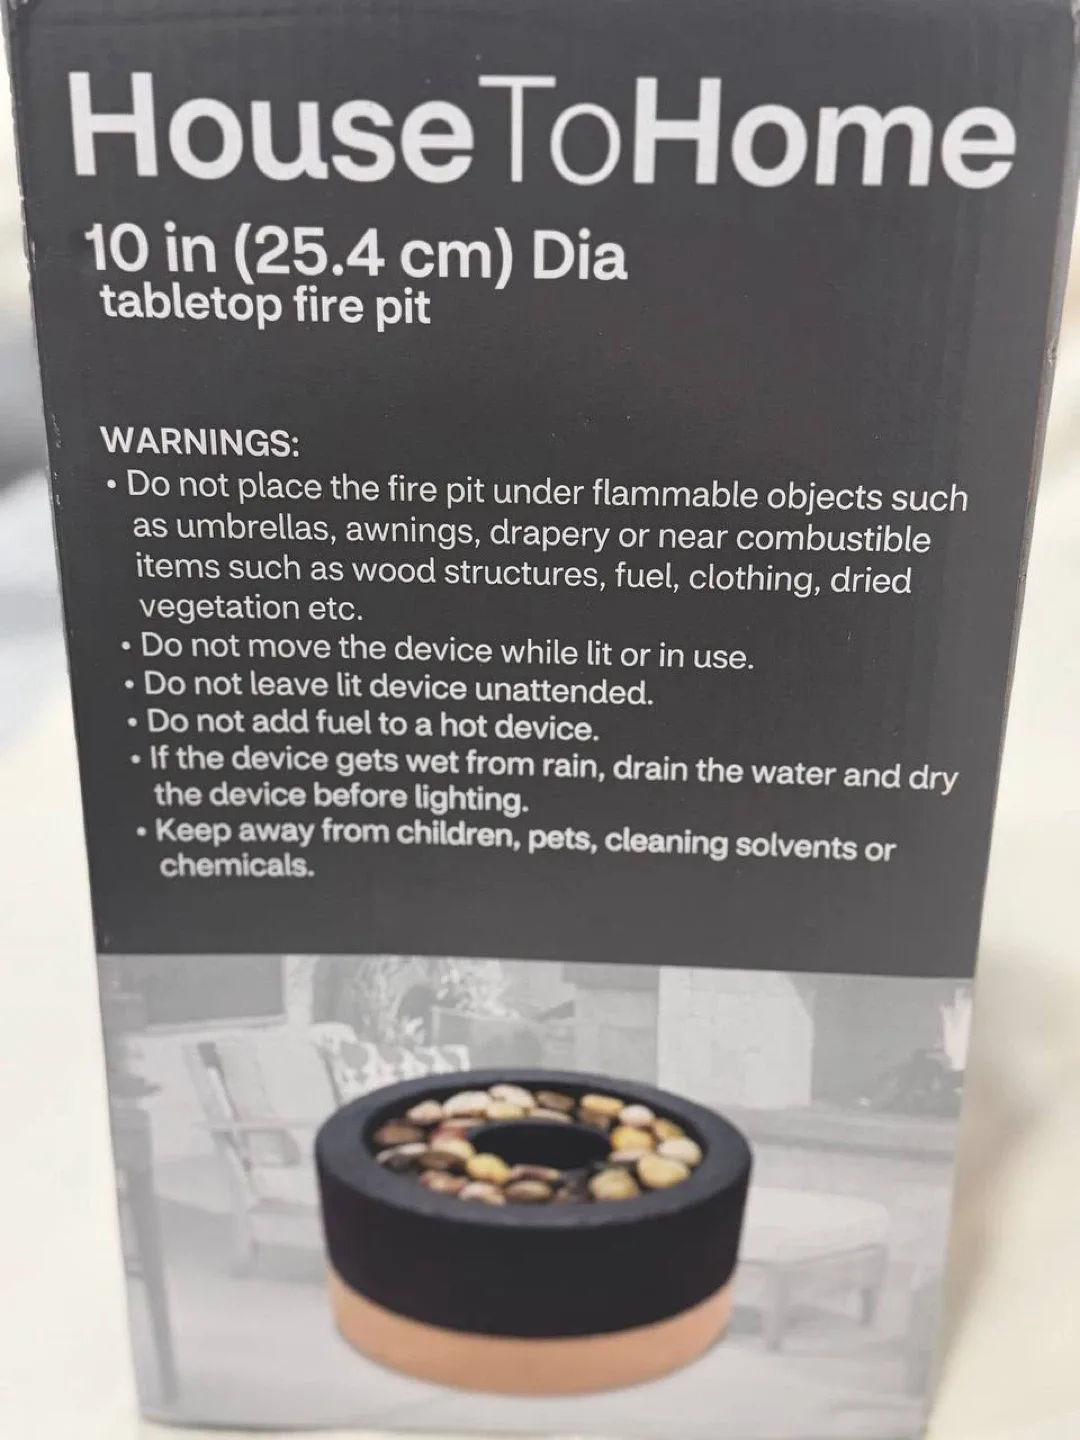 HouseToHome
10 in (25.4 cm) Dia
tabletop fire pit
WARNINGS:
• Do not place the fire pit under flammable objects such
as umbrellas, awnings, drapery or near combustible
items such as wood structures, fuel, clothing, dried
vegetation etc.
• Do not move the device while lit or in use.
• Do not leave lit device unattended.
• Do not add fuel to a hot device.
• If the device gets wet from rain, drain the water and dry
the device before lighting.
• Keep away from children, pets, cleaning solvents or
chemicals.